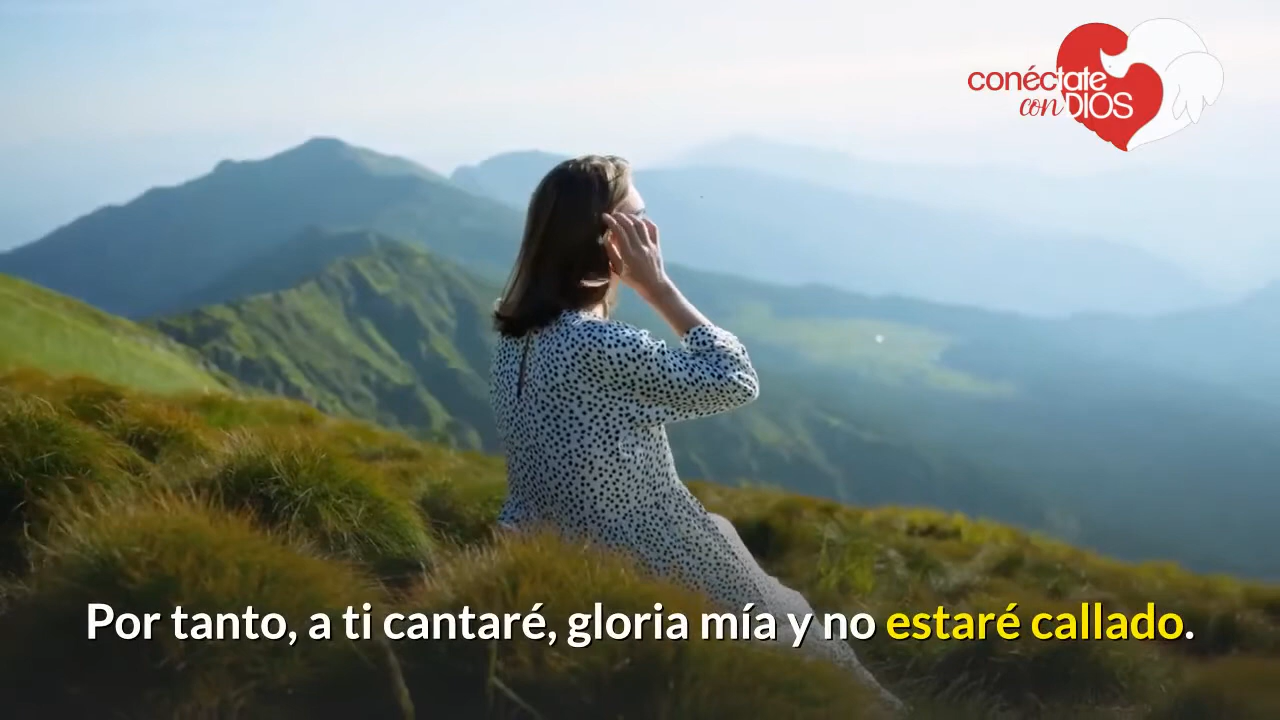 conéctate
con DIOS
Por tanto, a ti cantaré, gloria mía y no estaré callado.